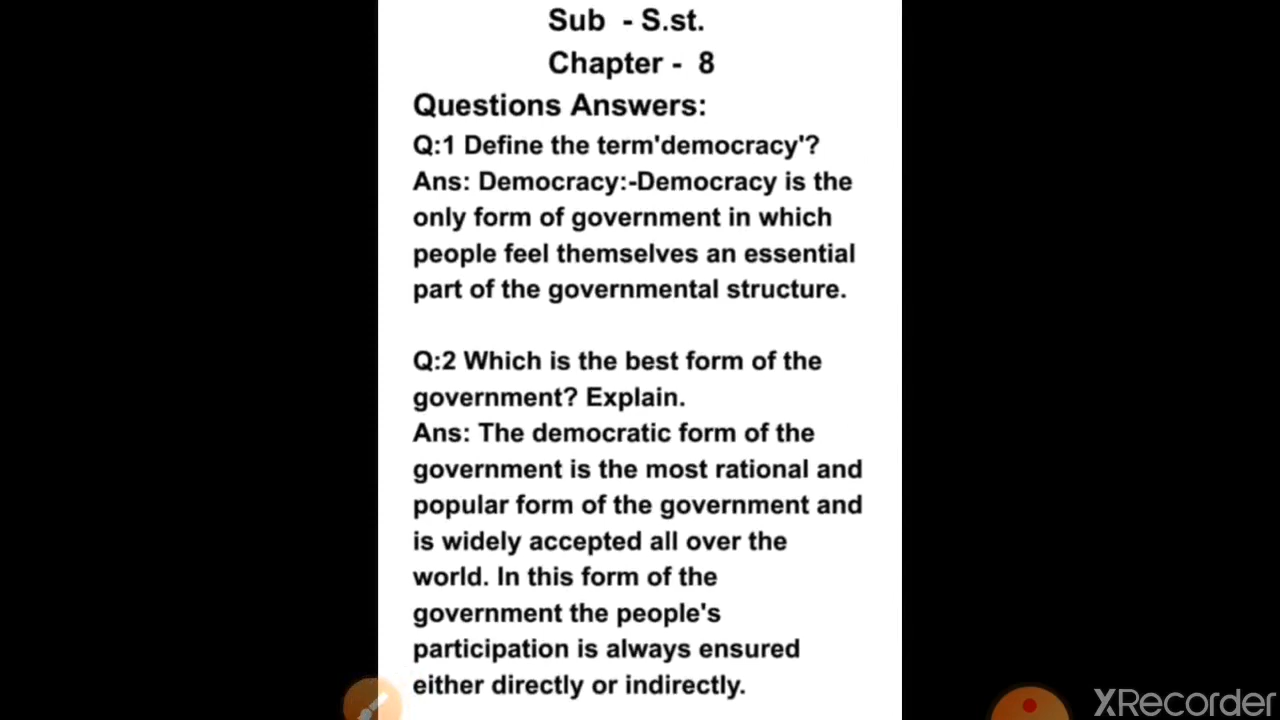 Sub - S.st.
Chapter - 8
Questions Answers:
Q:1 Define the term'democracy'?
Ans: Democracy:-Democracy is the
only form of government in which
people feel themselves an essential
part of the governmental structure.
Q:2 Which is the best form of the
government? Explain.
Ans: The democratic form of the
government is the most rational and
popular form of the government and
is widely accepted all over the
world. In this form of the
government the people's
participation is always ensured
either directly or indirectly.
XRecorder